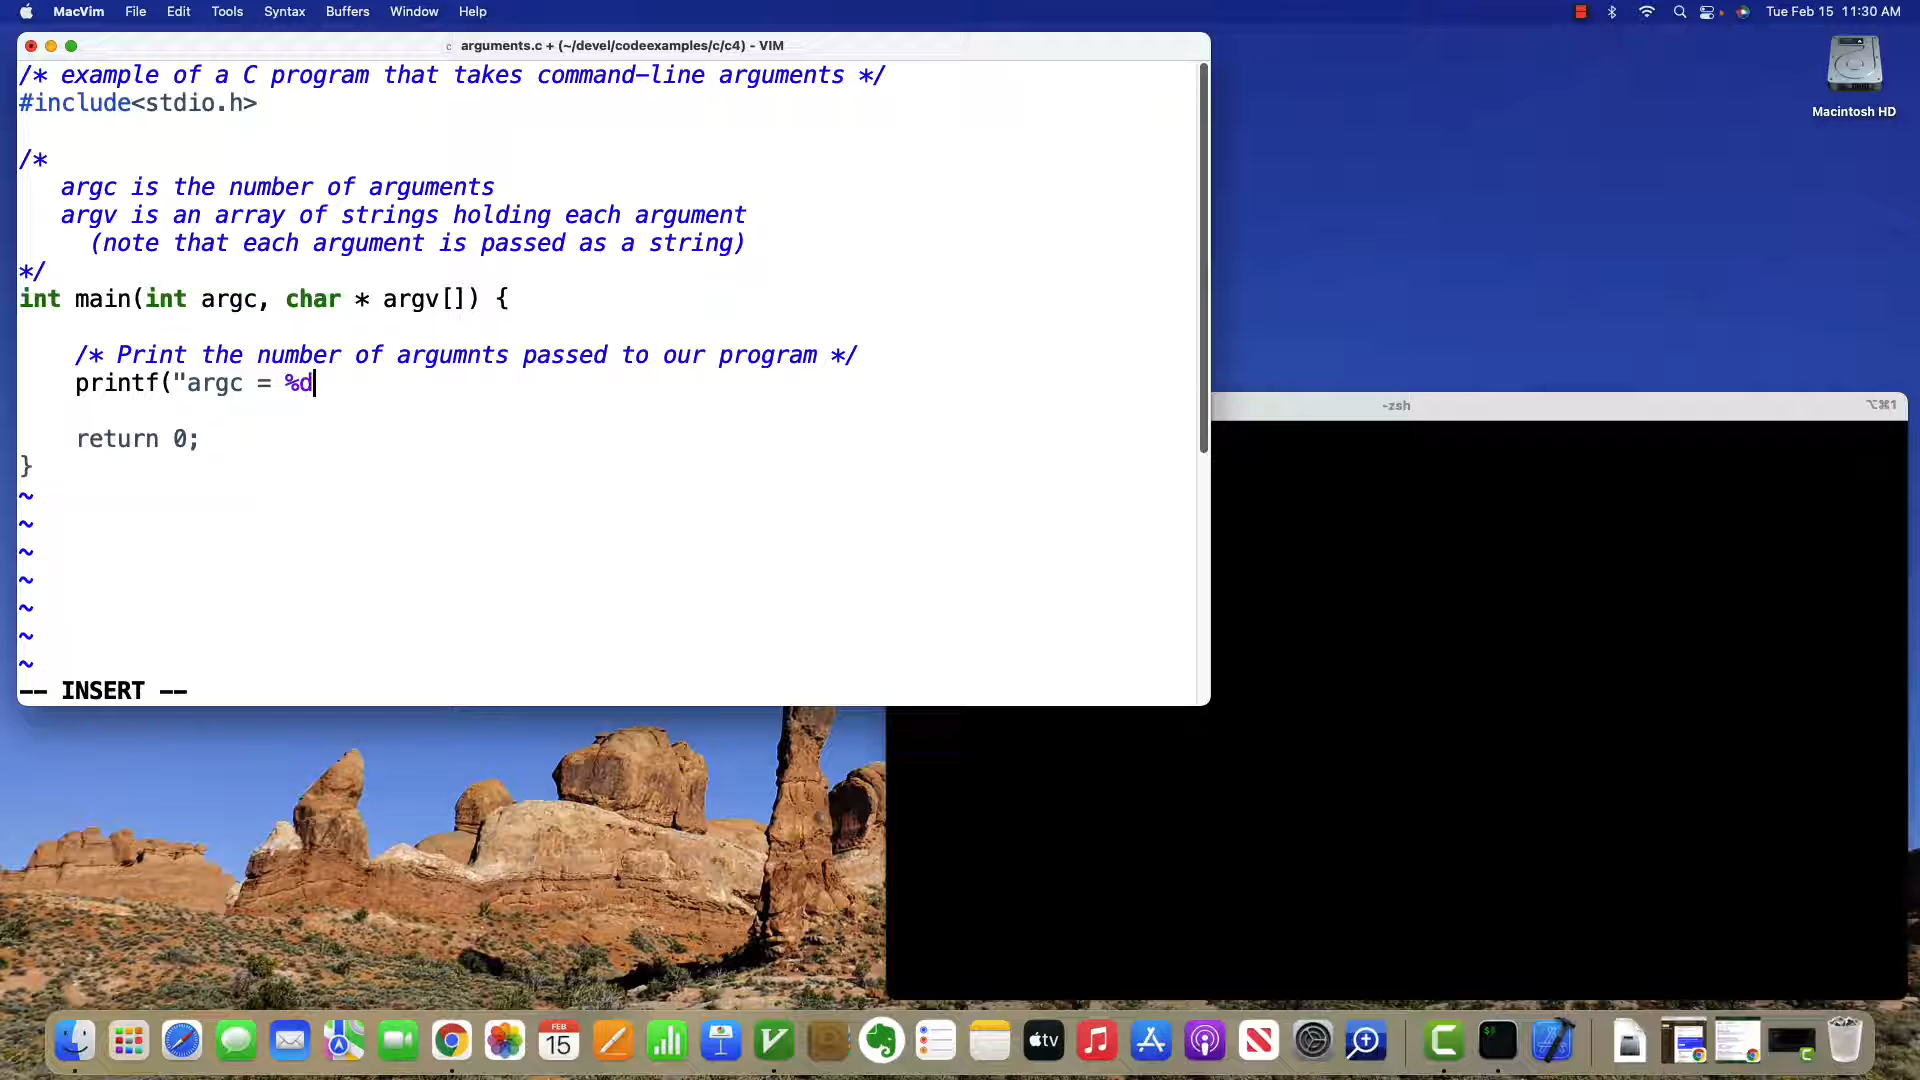 MacVim File Edit Tools Syntax Buffers Window Help
Tue Feb 15 11:30 AM
c arguments.c + (~/devel/codeexamples/c/c4) - VIM
/* example of a C program that takes command-line arguments */
#include<stdio.h>
/*
argc is the number of arguments
argv is an array of strings holding each argument
(note that each argument is passed as a string)
*/
int main(int argc, char * argv[]) {
/* Print the number of argumnts passed to our program */
printf("argc = %d
return 0;
}
~
~
~
~
~
~
~
-- INSERT --
Macintosh HD
-zsh
⌥⌘1
FEB
15
tv